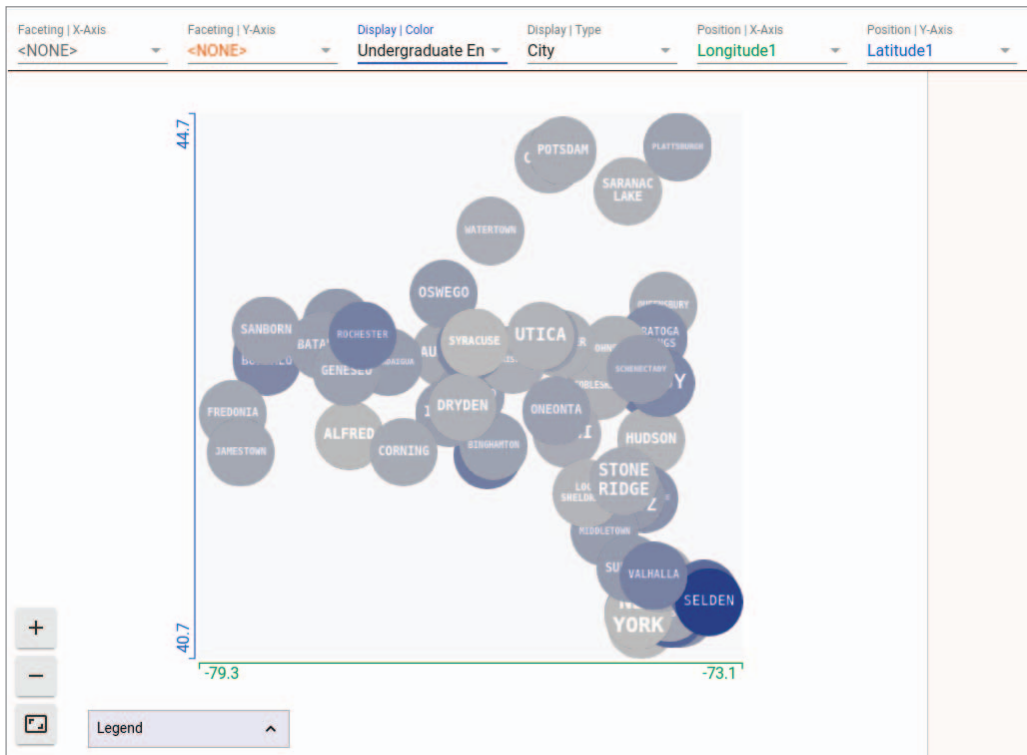 Faceting | X-Axis
<NONE>
Faceting | Y-Axis
<NONE>
Display | Color
Undergraduate En
Display | Type
City
Position | X-Axis
Longitude1
Position | Y-Axis
Latitude1
44.7
40.7
-79.3
-73.1
POTSDAM
PLATTSBURGH
SARANAC
LAKE
WATERTOWN
OSWEGO
SANBORN
ROCHESTER
SYRACUSE
UTICA
GENESEO
SCHENECTADY
FREDONIA
DRYDEN
ONEONTA
ALFRED
HUDSON
JAMESTOWN
CORNING
BINGHAMTON
STONE
RIDGE
MIDDLETOWN
VALHALLA
SELDEN
YORK
+
−
Legend